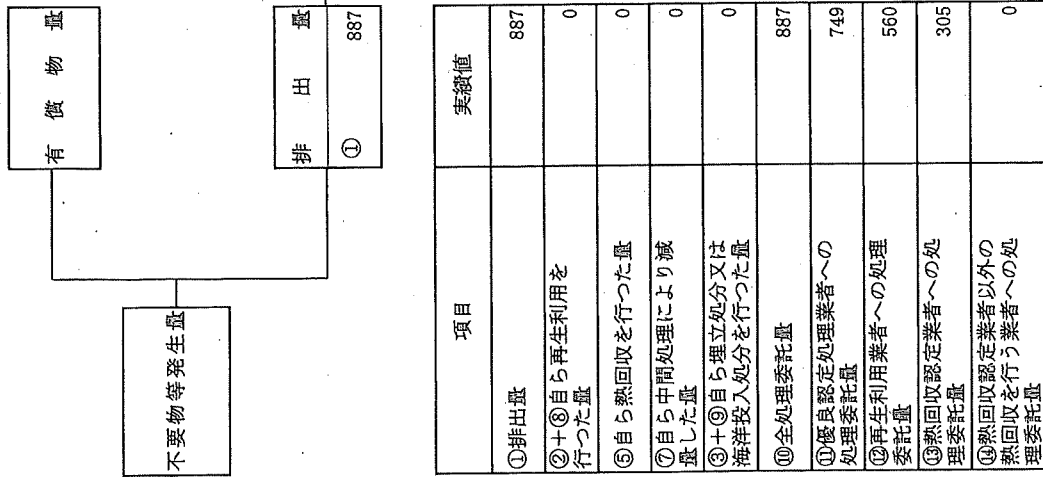 不要物等発生量
有償物量
排出量
① 887
項目 実績値
①排出量 887
②+⑧自ら再生利用を
行つた量 0
⑤自ら熱回収を行つた量 0
⑦自ら中間処理により減
量した量 0
③+⑨自ら埋立処分又は
海洋投入処分を行つた量 0
⑩全処理委託量 887
⑪優良認定処理業者への
処理委託量 749
⑫再生利用業者への処理
委託量 560
⑬熱回収認定業者への処
理委託量 305
⑭熱回収認定業者以外の
熱回収を行う業者への処
理委託量 0